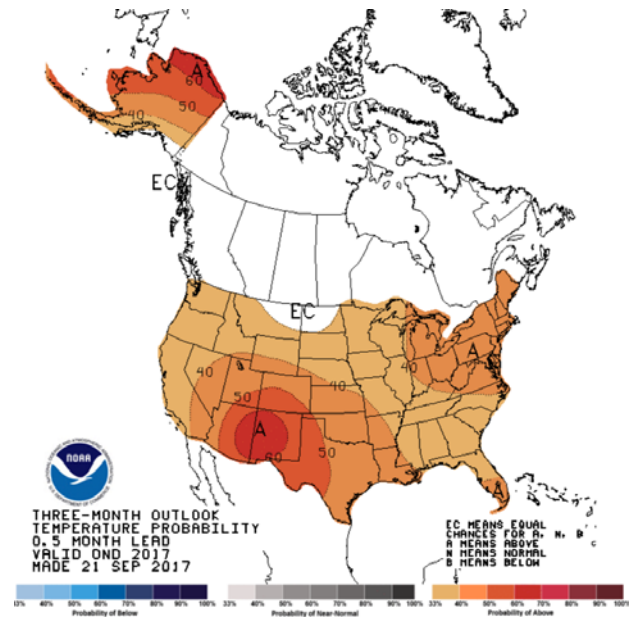 A
60
50
40
EC
EC
40
A
40
40
50
A
50
60
A
NOAA
THREE-MONTH OUTLOOK
TEMPERATURE PROBABILITY
0.5 MONTH LEAD
VALID OND 2017
MADE 21 SEP 2017
EC MEANS EQUAL
CHANCES FOR A, N, B
A MEANS ABOVE
N MEANS NORMAL
B MEANS BELOW
33% 40% 50% 60% 70% 80% 90% 100%
Probability of Below
33% 40% 50% 60% 70% 80% 90% 100%
Probability of Near-Normal
33% 40% 50% 60% 70% 80% 90% 100%
Probability of Above